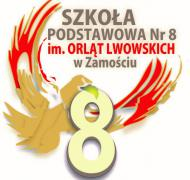 SZKOŁA
PODSTAWOWA Nr 8
im. ORLĄT LWOWSKICH
w Zamościu
8